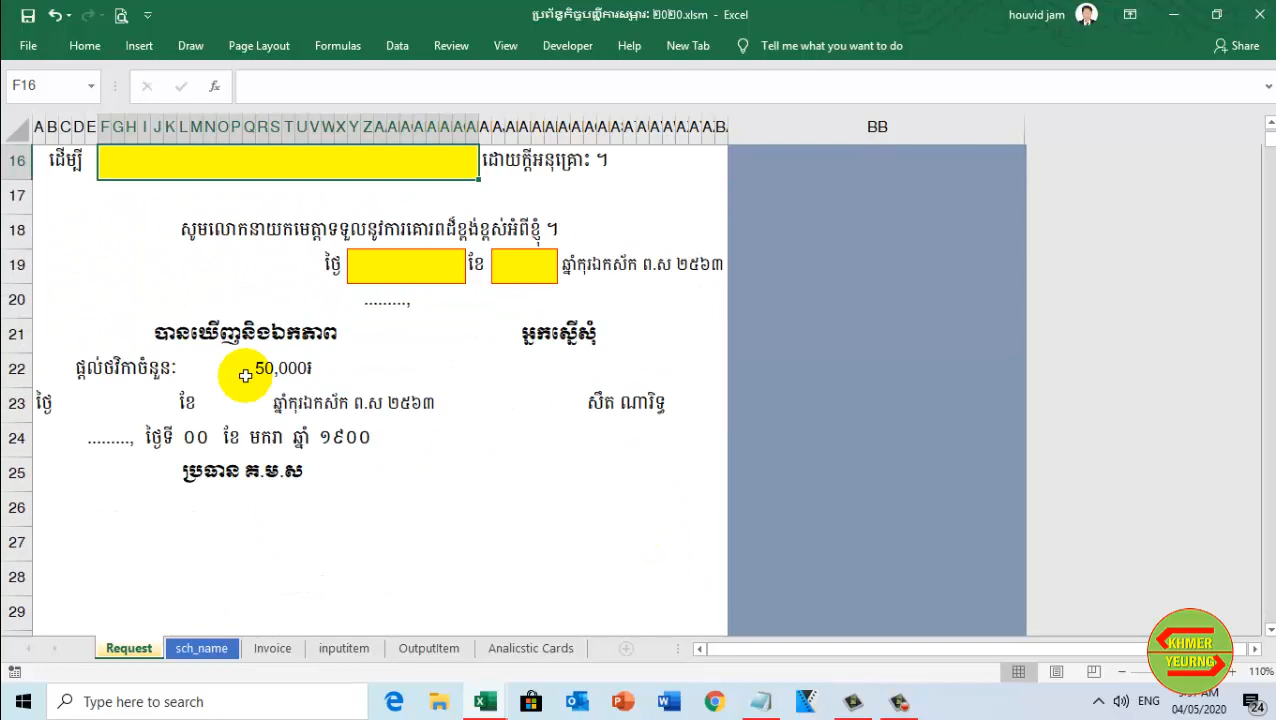 ប្រព័ន្ធកិច្ចបញ្ជីការសម្ភារៈ ២០២០.xlsm - Excel
houvid jam
File Home Insert Draw Page Layout Formulas Data Review View Developer Help New Tab Tell me what you want to do Share
F16
BB
16 ដើម្បី ដោយក្តីអនុគ្រោះ ។
17
18 សូមលោកនាយកមេត្តាទទួលនូវការគោរពដ៏ខ្ពង់ខ្ពស់អំពីខ្ញុំ ។
19 ថ្ងៃ ខែ ឆ្នាំកុរឯកស័ក ព.ស ២៥៦៣
20 .........,
21 បានឃើញនិងឯកភាព អ្នកស្នើសុំ
22 ផ្តល់ថវិកាចំនួនៈ 50,000៛
23 ថ្ងៃ ខែ ឆ្នាំកុរឯកស័ក ព.ស ២៥៦៣ សឹត ណារិទ្ធ
24 ........., ថ្ងៃទី ០០ ខែ មករា ឆ្នាំ ១៩០០
25 ប្រធាន គ.ម.ស
26
27
28
29
Request sch_name Invoice inputitem OutputItem Analicstic Cards
110%
KHMER
YEURNG
Type here to search
ENG
04/05/2020
24